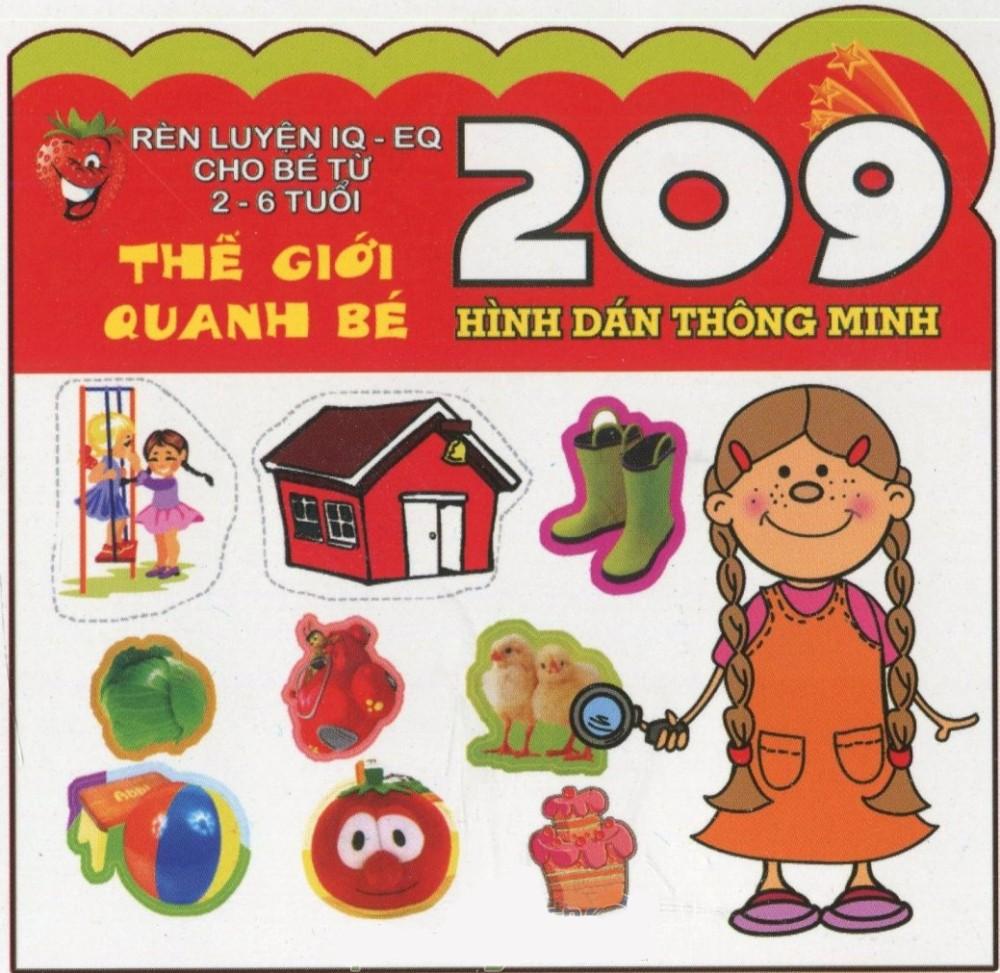 RÈN LUYỆN IQ - EQ
CHO BÉ TỪ
2 - 6 TUỔI
THẾ GIỚI
QUANH BÉ
209
HÌNH DÁN THÔNG MINH